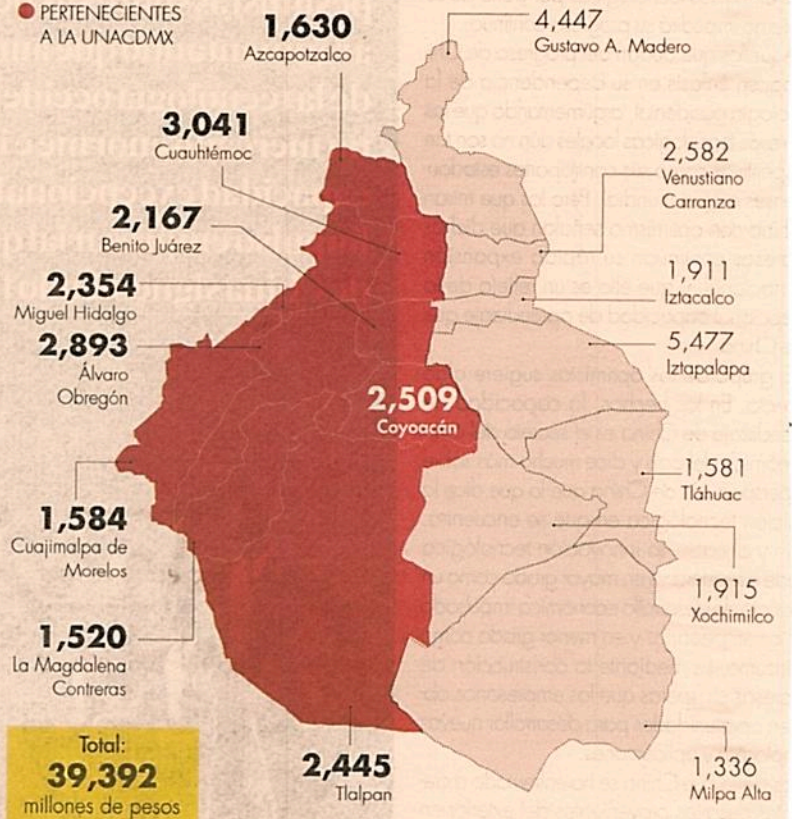 PERTENECIENTES
A LA UNACDMX
1,630
Azcapotzalco
4,447
Gustavo A. Madero
3,041
Cuauhtémoc
2,582
Venustiano
Carranza
2,167
Benito Juárez
1,911
Iztacalco
2,354
Miguel Hidalgo
5,477
Iztapalapa
2,893
Álvaro
Obregón
2,509
Coyoacán
1,581
Tláhuac
1,584
Cuajimalpa de
Morelos
1,915
Xochimilco
1,520
La Magdalena
Contreras
Total:
39,392
millones de pesos
2,445
Tlalpan
1,336
Milpa Alta